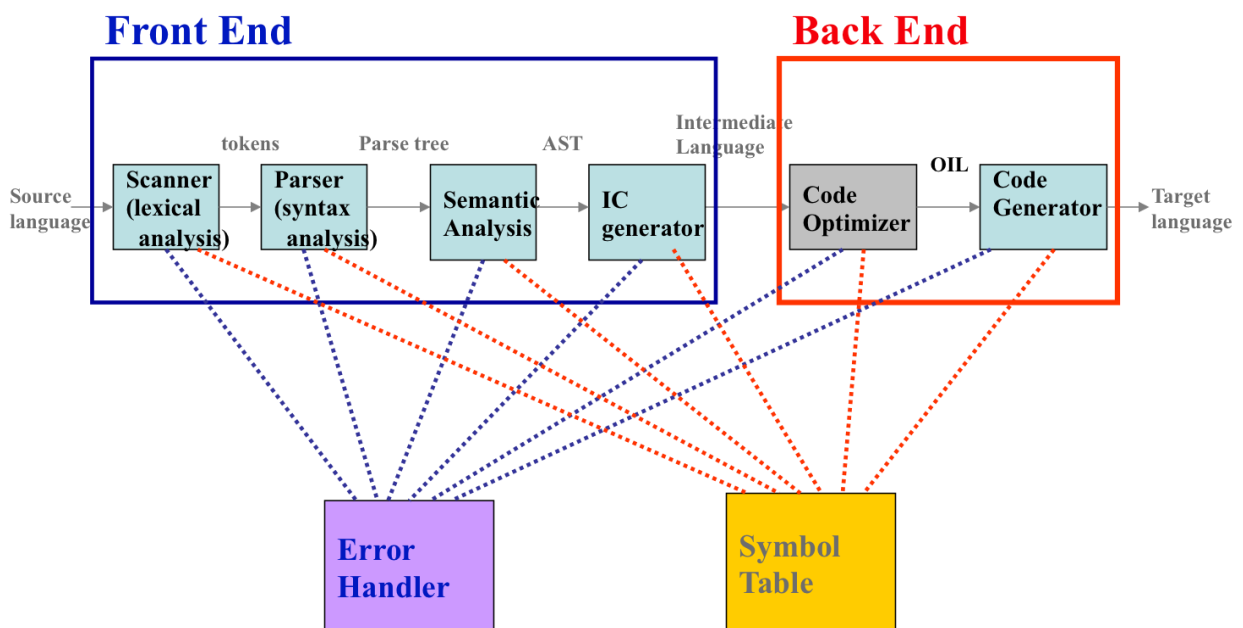 Front End
Back End
tokens
Parse tree
AST
Intermediate
Language
OIL
Source
language
Scanner
(lexical
analysis)
Parser
(syntax
analysis)
Semantic
Analysis
IC
generator
Code
Optimizer
Code
Generator
Target
language
Error
Handler
Symbol
Table